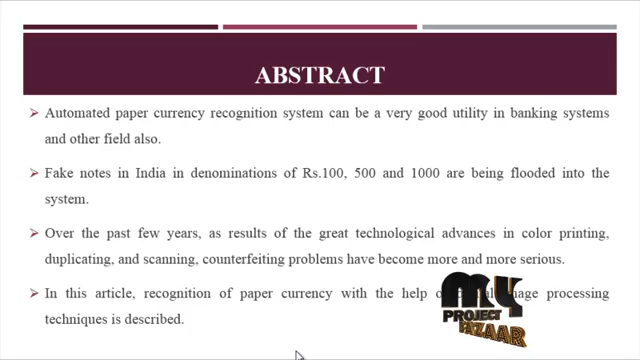 ABSTRACT
Automated paper currency recognition system can be a very good utility in banking systems
and other field also.
Fake notes in India in denominations of Rs.100, 500 and 1000 are being flooded into the
system.
Over the past few years, as results of the great technological advances in color printing,
duplicating, and scanning, counterfeiting problems have become more and more serious.
In this article, recognition of paper currency with the help processing
techniques is described.
MY
PROJECT
BAZAAR